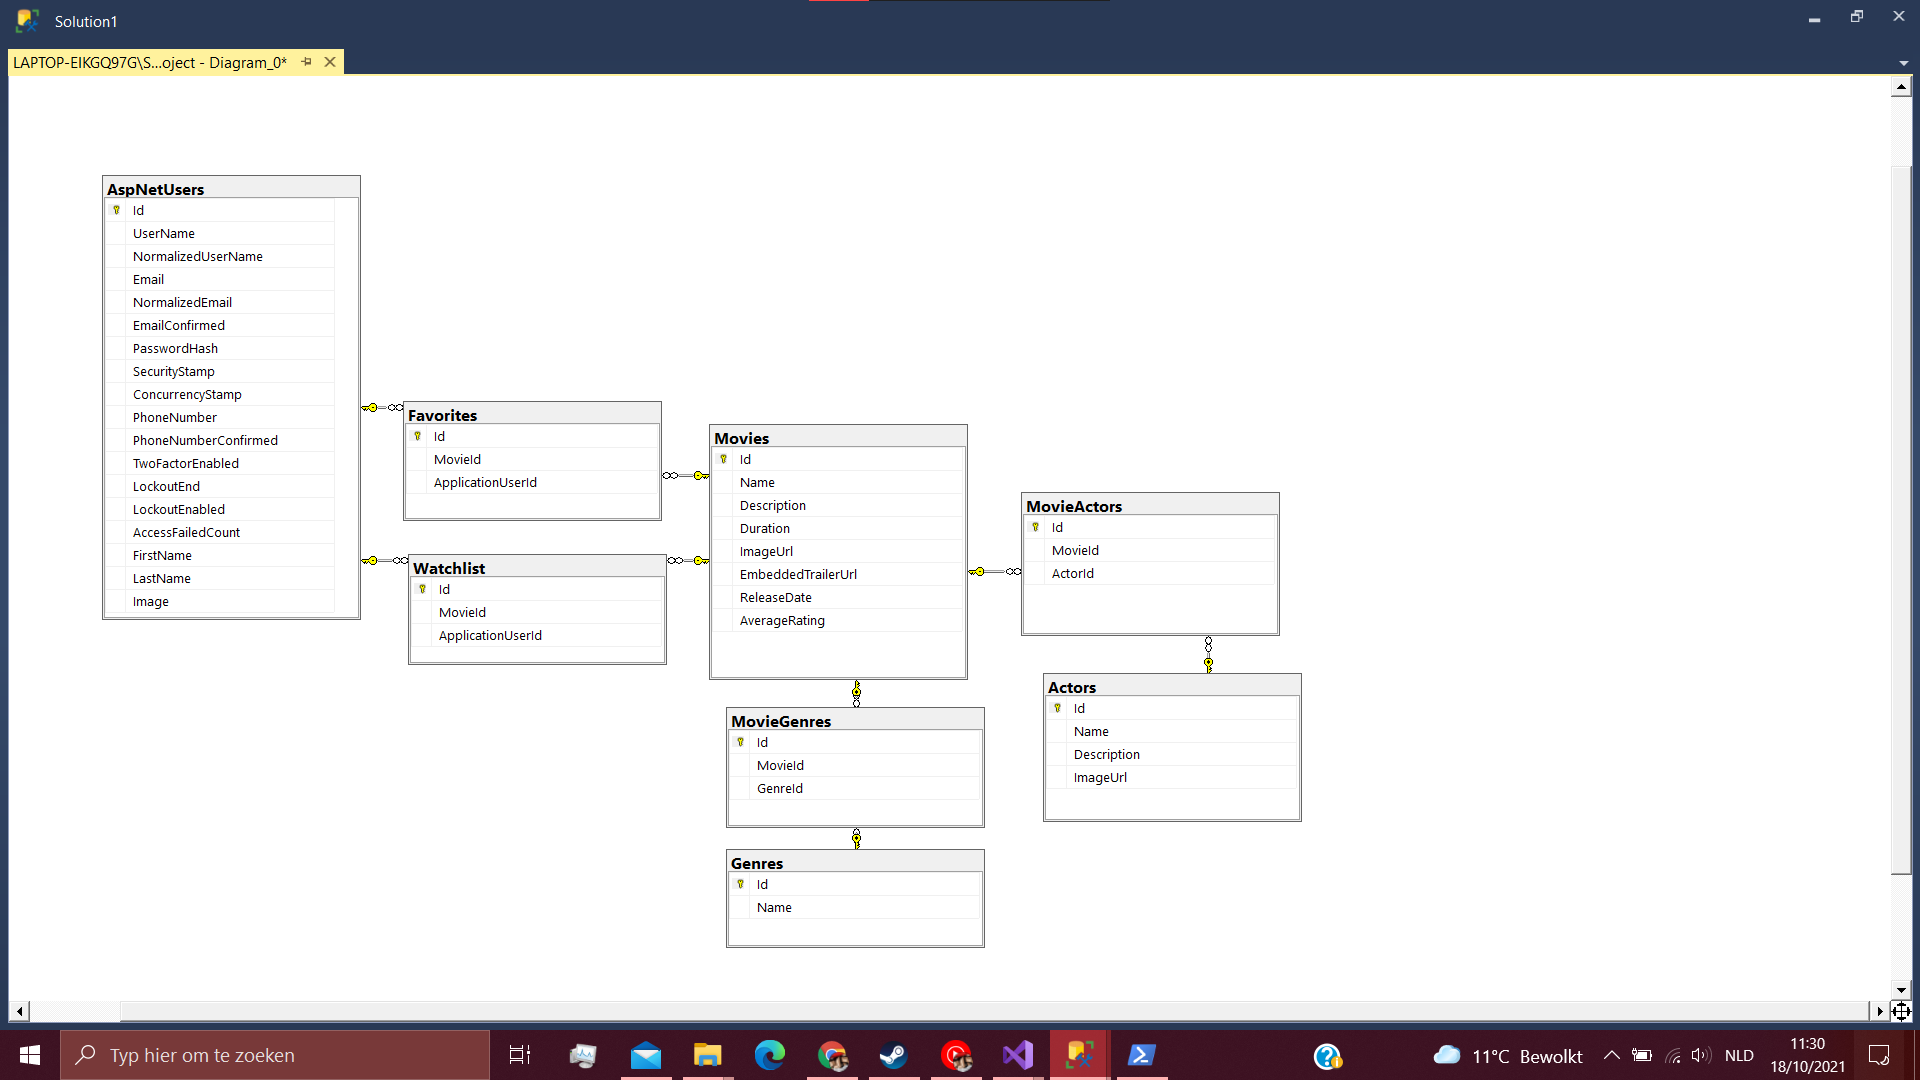 Solution1
LAPTOP-EIKGQ97G\S...oject - Diagram_0*
AspNetUsers
Id
UserName
NormalizedUserName
Email
NormalizedEmail
EmailConfirmed
PasswordHash
SecurityStamp
ConcurrencyStamp
PhoneNumber
PhoneNumberConfirmed
TwoFactorEnabled
LockoutEnd
LockoutEnabled
AccessFailedCount
FirstName
LastName
Image
Favorites
Id
MovieId
ApplicationUserId
Watchlist
Id
MovieId
ApplicationUserId
Movies
Id
Name
Description
Duration
ImageUrl
EmbeddedTrailerUrl
ReleaseDate
AverageRating
MovieGenres
Id
MovieId
GenreId
Genres
Id
Name
MovieActors
Id
MovieId
ActorId
Actors
Id
Name
Description
ImageUrl
Typ hier om te zoeken
11°C Bewolkt
NLD
11:30
18/10/2021